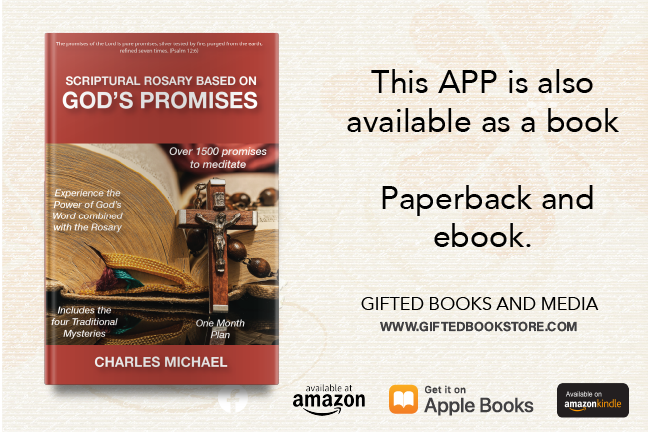 The promises of the Lord is pure promises, silver tested by fire purged from the earth,
refined seven times. (Psalm 12:6)
SCRIPTURAL ROSARY BASED ON
GOD'S PROMISES
Over 1500 promises
to meditate
Experience the
Power of God's
Word combined
with the Rosary
Includes the
four Traditional
Mysteries
One Month
Plan
CHARLES MICHAEL
This APP is also
available as a book
Paperback and
ebook.
GIFTED BOOKS AND MEDIA
WWW.GIFTEDBOOKSTORE.COM
available at
amazon
Get it on
Apple Books
Available on
amazonkindle